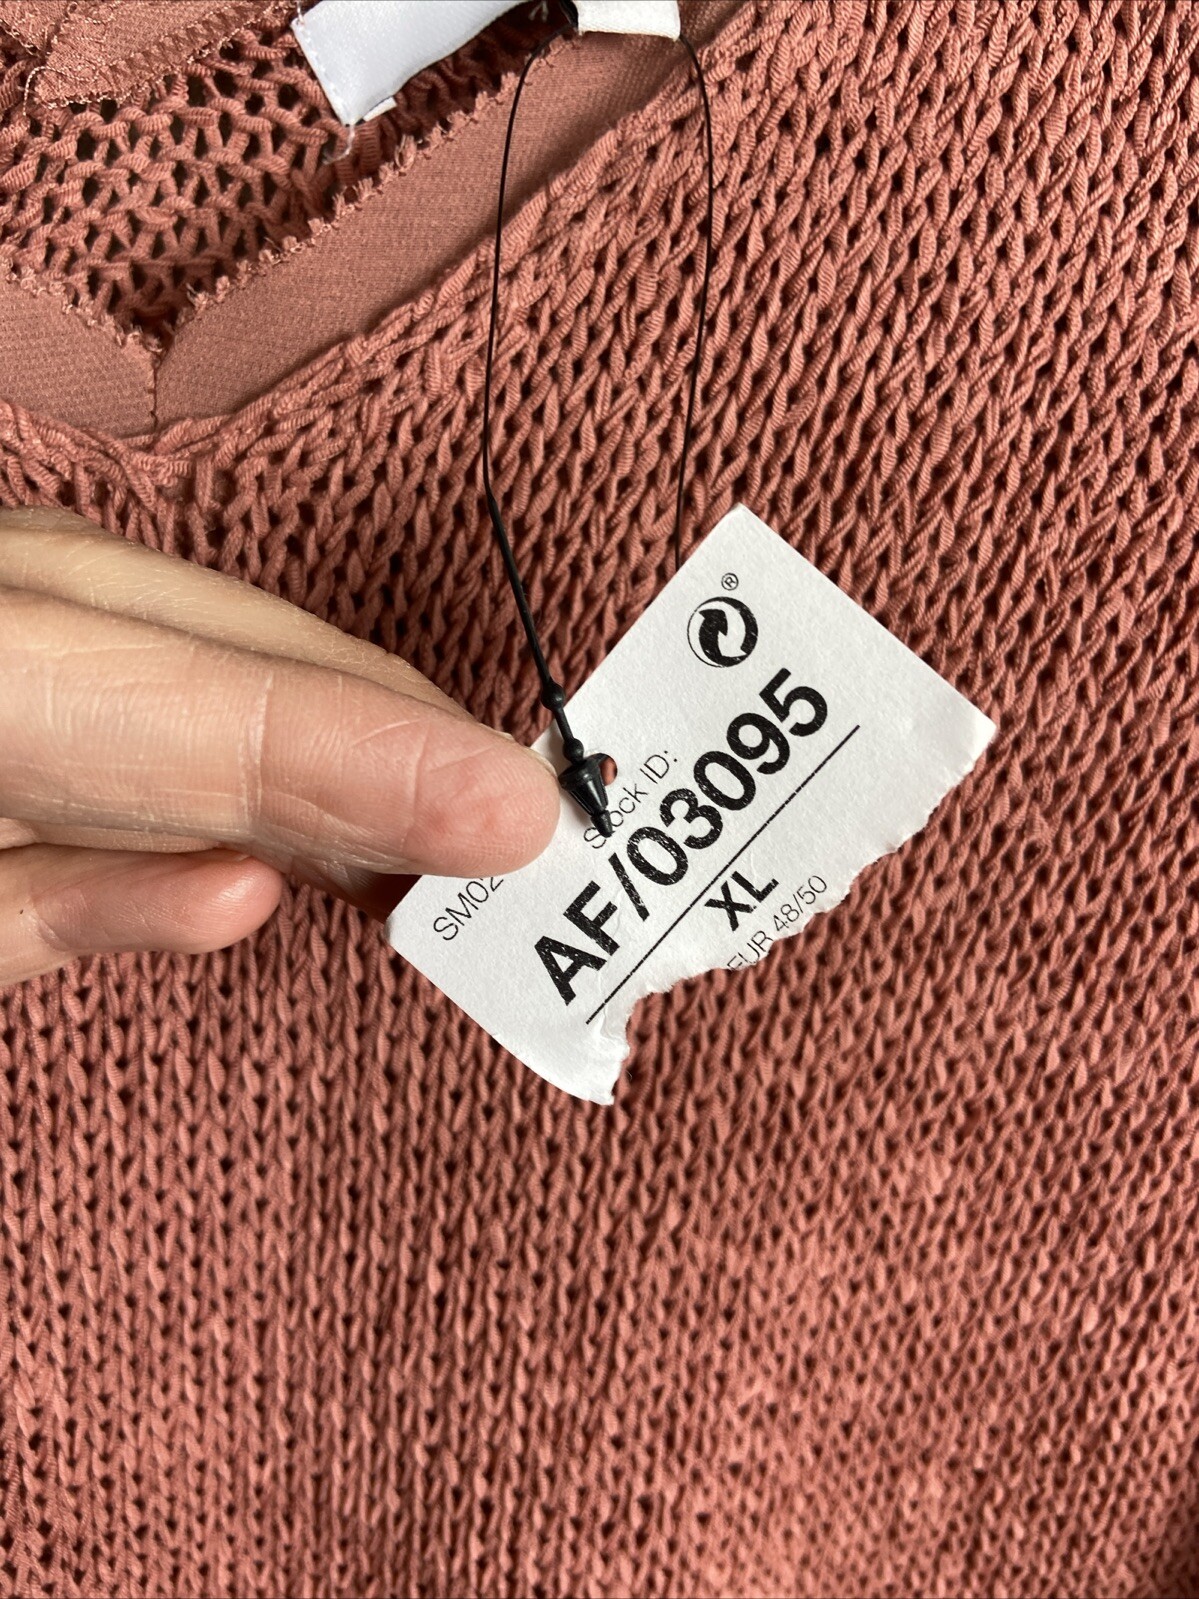 ®
SM02
Stock ID:
AF/03095
XL
EUR 48/50